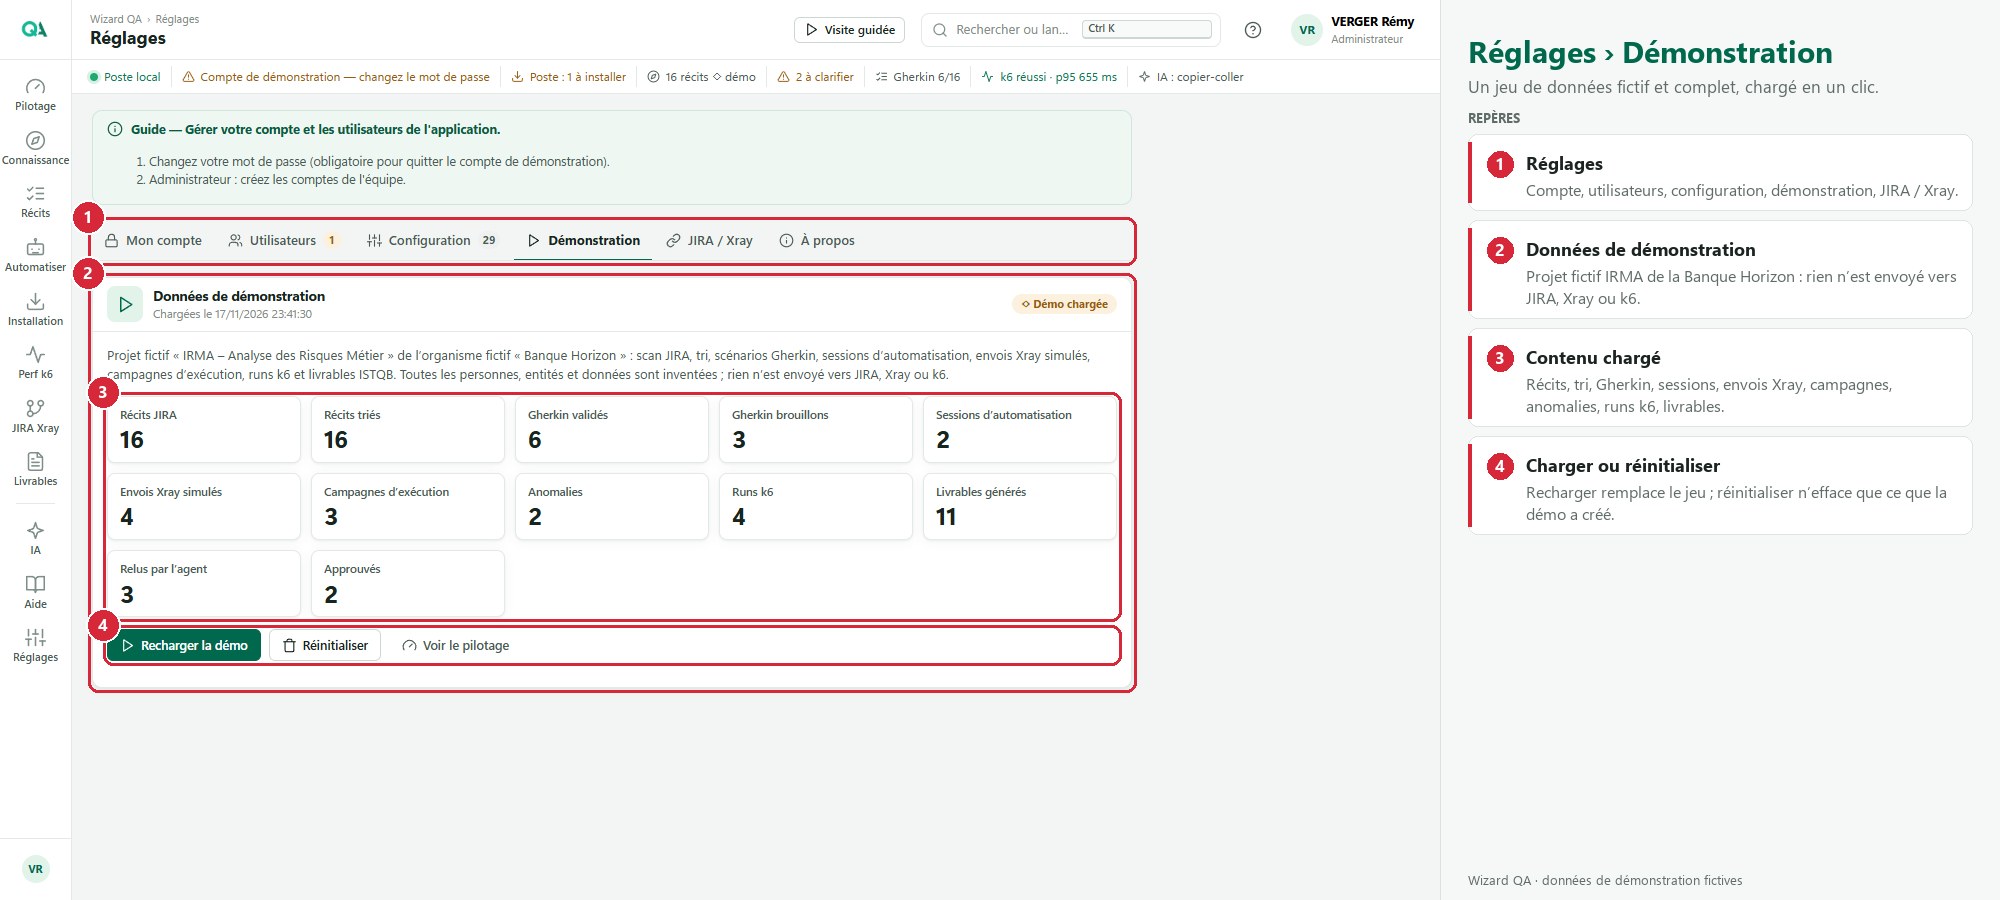 QA
Wizard QA › Réglages
Réglages
Visite guidée
Rechercher ou lan...
Ctrl K
VR
VERGER Rémy
Administrateur
Poste local
Compte de démonstration — changez le mot de passe
Poste : 1 à installer
16 récits ◇ démo
2 à clarifier
Gherkin 6/16
k6 réussi · p95 655 ms
IA : copier-coller
Pilotage
Connaissance
Récits
Automatiser
Installation
Perf k6
JIRA Xray
Livrables
IA
Aide
Réglages
VR
Guide — Gérer votre compte et les utilisateurs de l'application.
1. Changez votre mot de passe (obligatoire pour quitter le compte de démonstration).
2. Administrateur : créez les comptes de l'équipe.
1
Mon compte
Utilisateurs 1
Configuration 29
Démonstration
JIRA / Xray
À propos
2
Données de démonstration
Chargées le 17/11/2026 23:41:30
◇ Démo chargée
Projet fictif « IRMA – Analyse des Risques Métier » de l’organisme fictif « Banque Horizon » : scan JIRA, tri, scénarios Gherkin, sessions d’automatisation, envois Xray simulés,
campagnes d’exécution, runs k6 et livrables ISTQB. Toutes les personnes, entités et données sont inventées ; rien n’est envoyé vers JIRA, Xray ou k6.
3
Récits JIRA
16
Récits triés
16
Gherkin validés
6
Gherkin brouillons
3
Sessions d’automatisation
2
Envois Xray simulés
4
Campagnes d’exécution
3
Anomalies
2
Runs k6
4
Livrables générés
11
Relus par l’agent
3
Approuvés
2
4
Recharger la démo
Réinitialiser
Voir le pilotage
Réglages › Démonstration
Un jeu de données fictif et complet, chargé en un clic.
REPÈRES
1
Réglages
Compte, utilisateurs, configuration, démonstration, JIRA / Xray.
2
Données de démonstration
Projet fictif IRMA de la Banque Horizon : rien n’est envoyé vers
JIRA, Xray ou k6.
3
Contenu chargé
Récits, tri, Gherkin, sessions, envois Xray, campagnes,
anomalies, runs k6, livrables.
4
Charger ou réinitialiser
Recharger remplace le jeu ; réinitialiser n’efface que ce que la
démo a créé.
Wizard QA · données de démonstration fictives